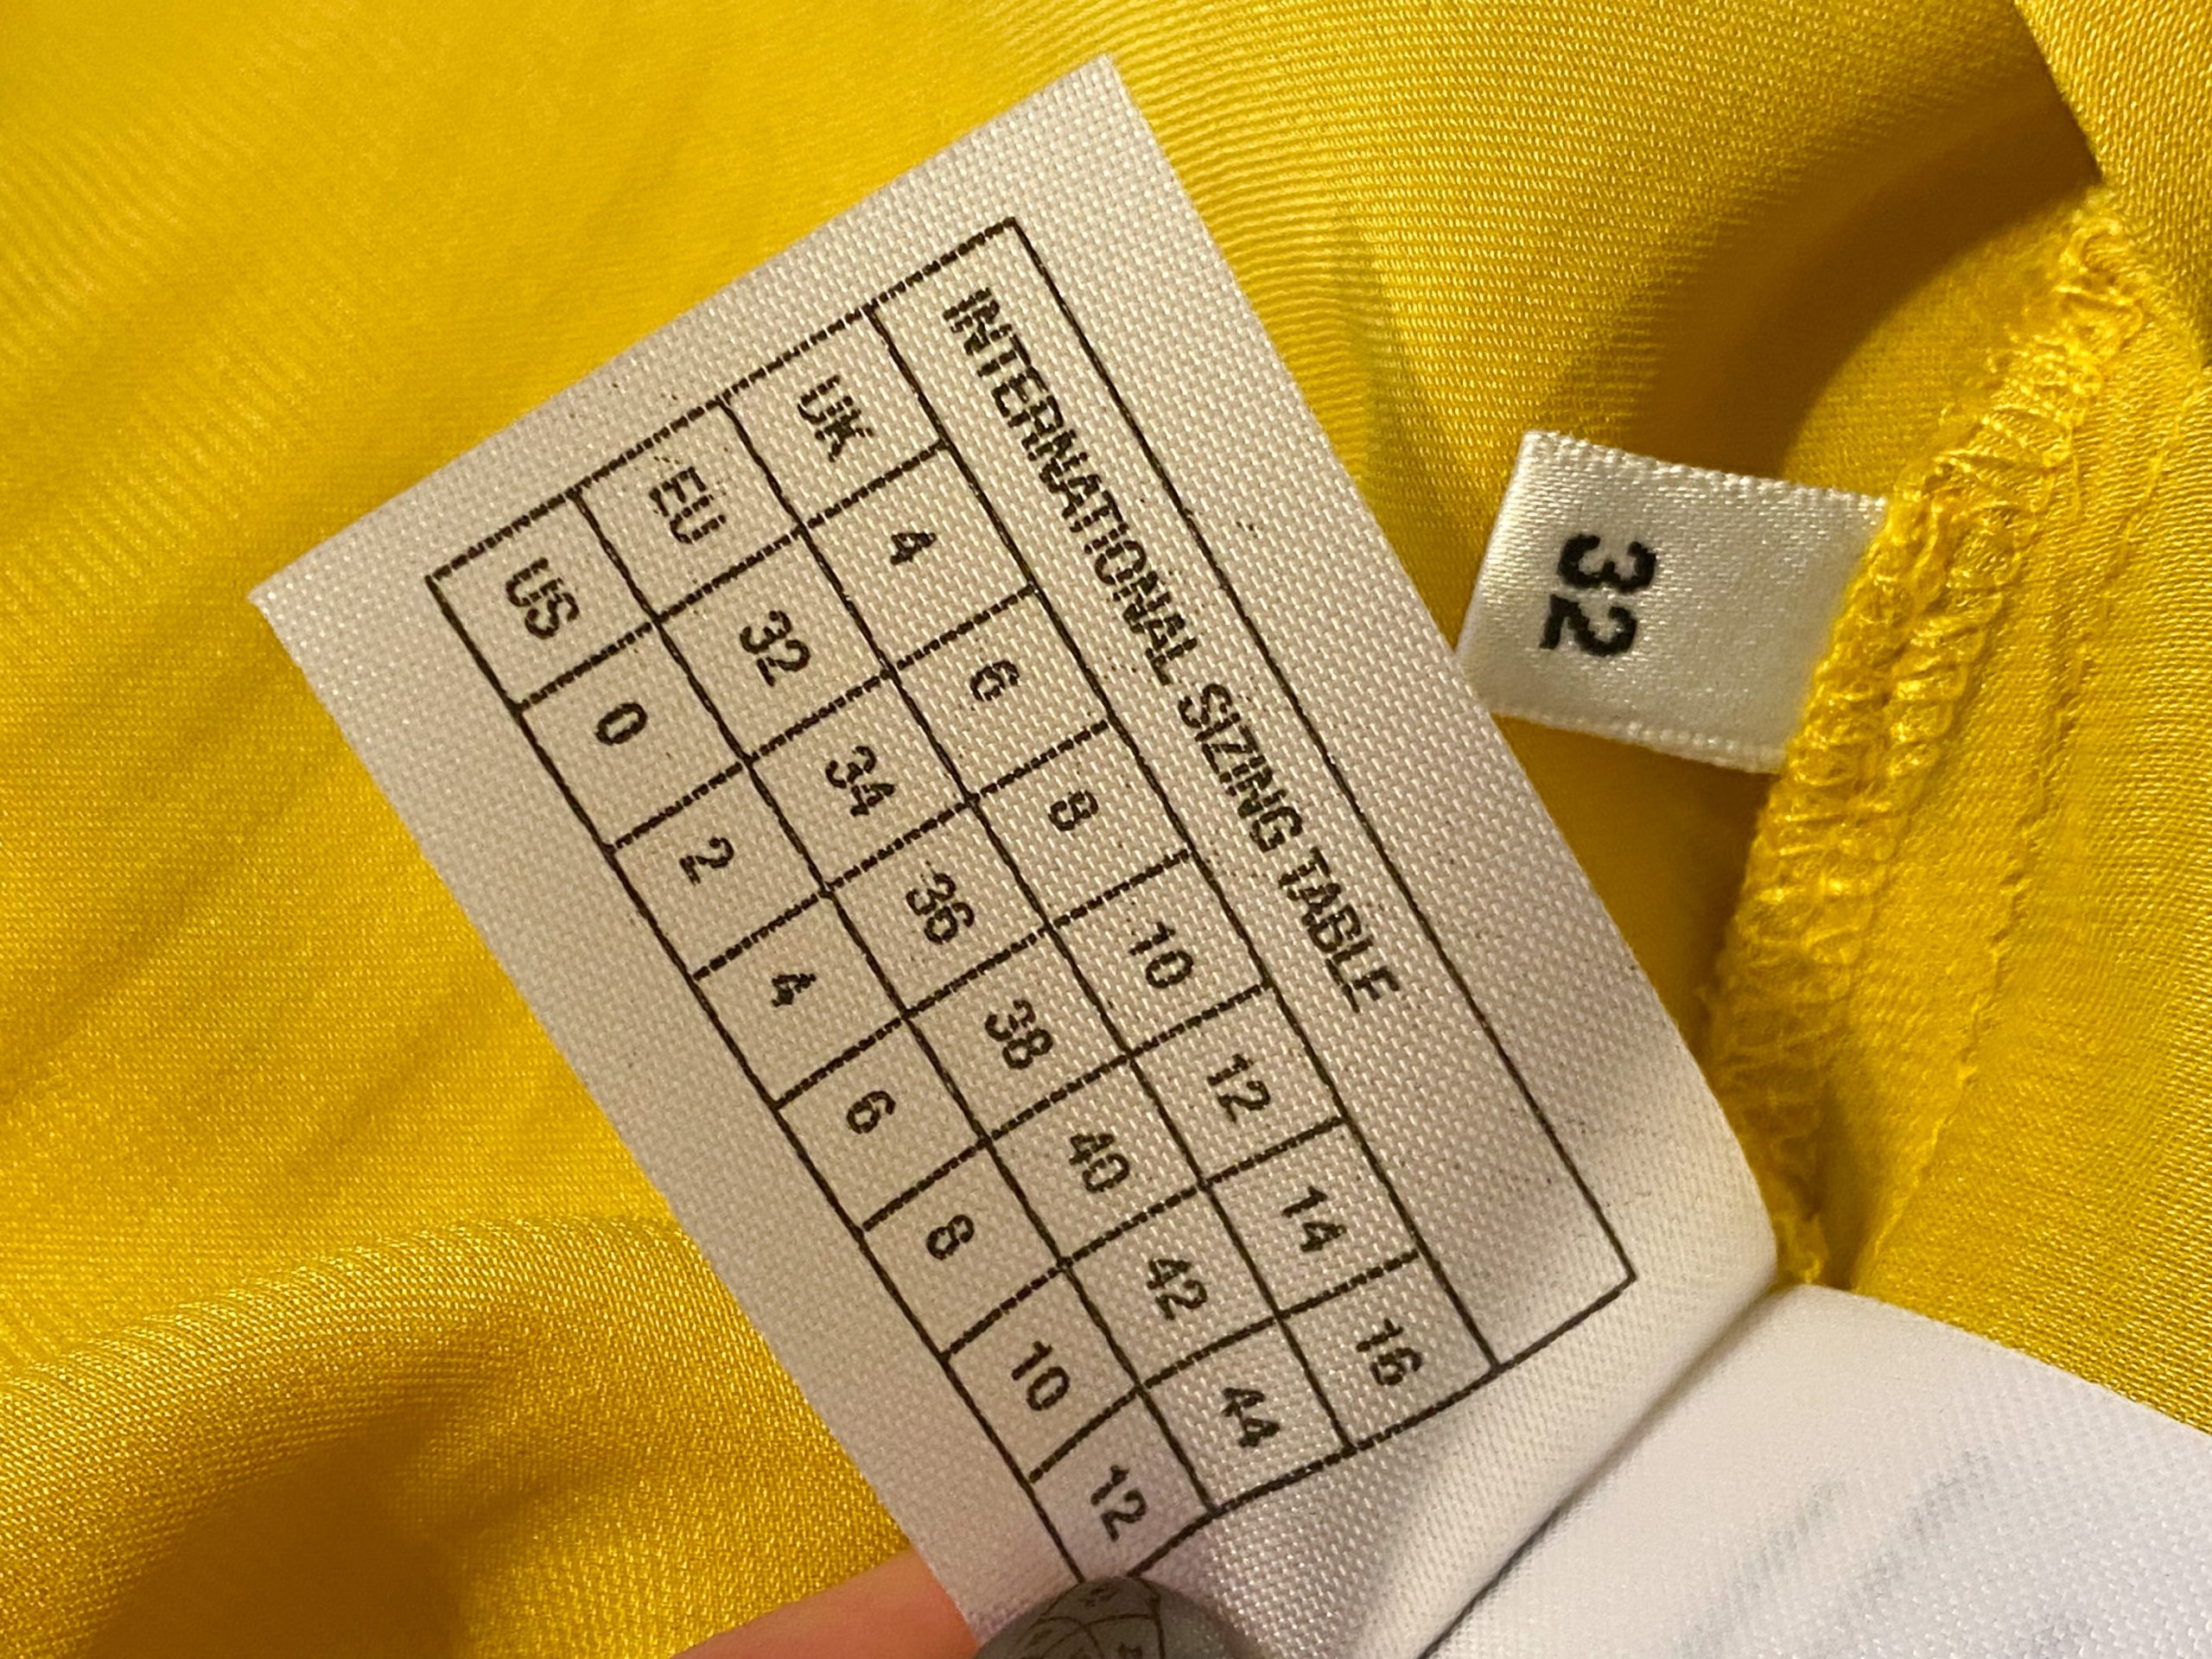 INTERNATIONAL SIZING TABLE
UK 4 6 8 10 12 14 16
EU 32 34 36 38 40 42 44
US 0 2 4 6 8 10 12
32